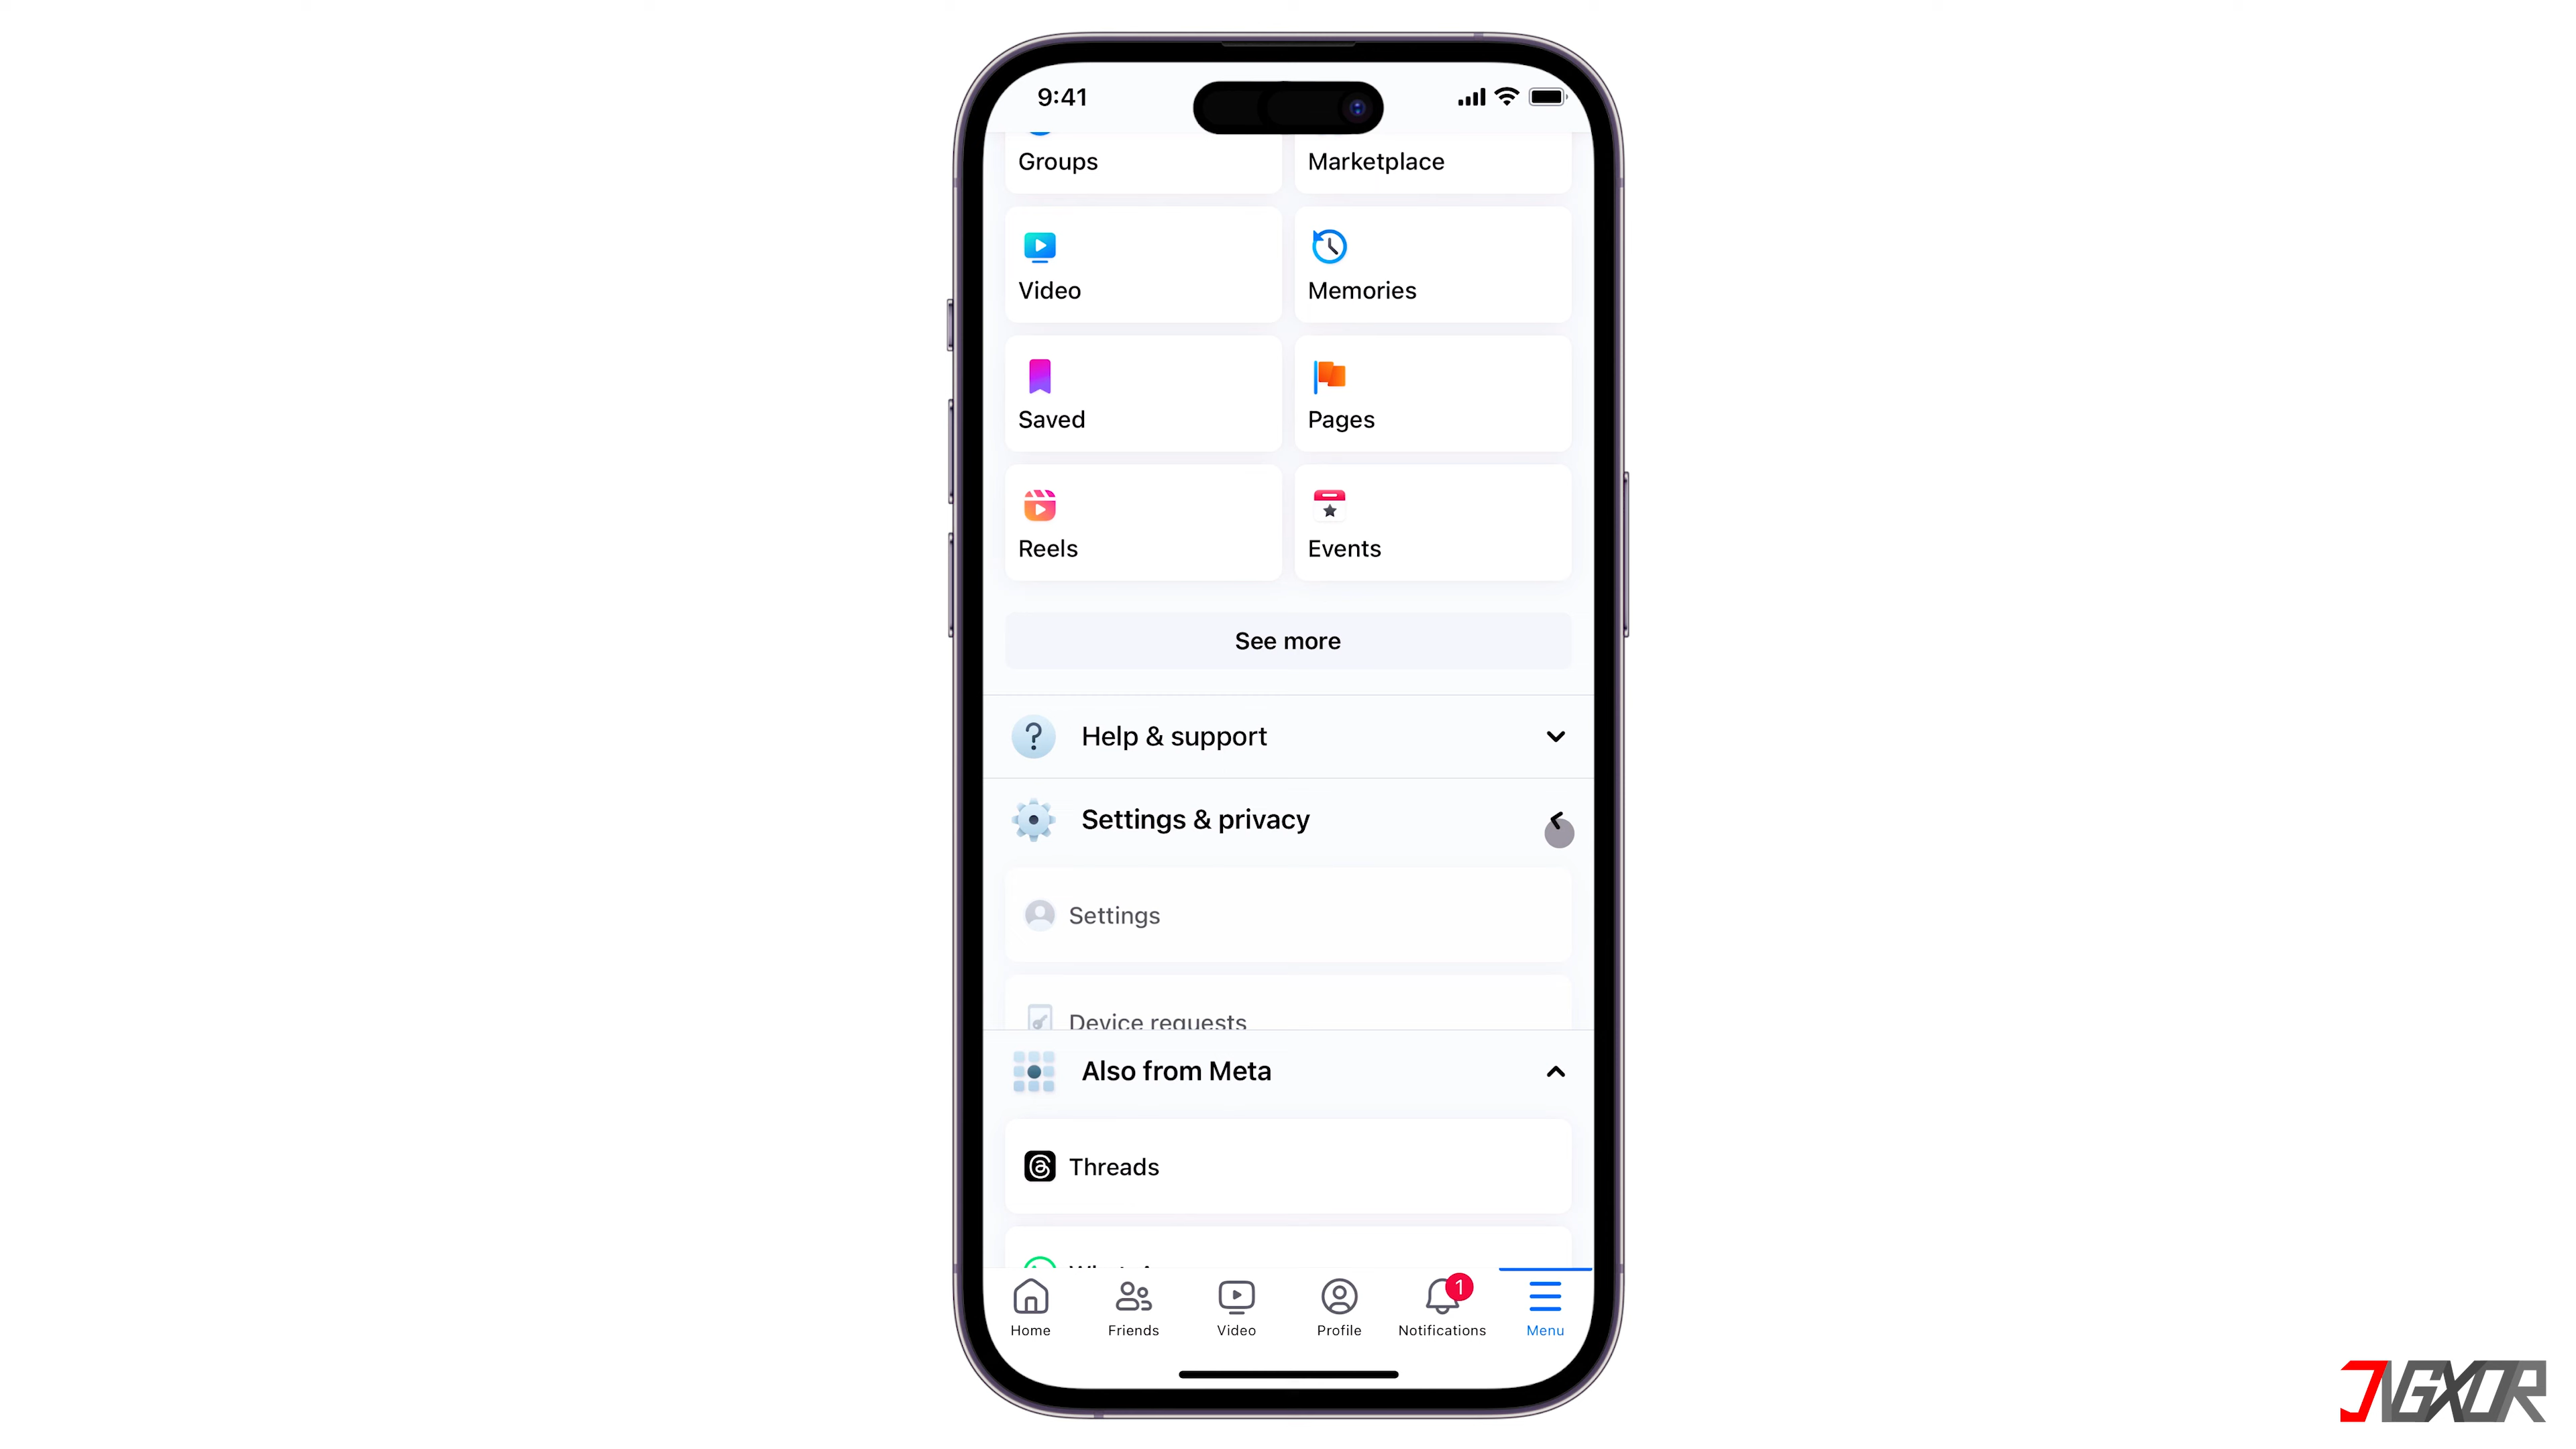 9:41
Groups
Marketplace
Video
Memories
Saved
Pages
Reels
Events
See more
Help & support
Settings & privacy
Settings
Device requests
Also from Meta
Threads
1
Home
Friends
Video
Profile
Notifications
Menu
JNGXOR